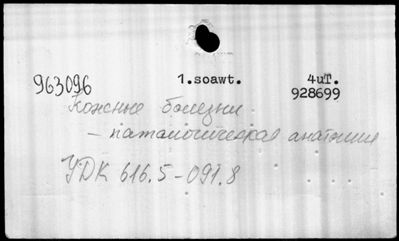 963096 1.soawt. 4uT.
928699
Кожные болезни.
— патологическая анатомия
УДК 616.5-091.8